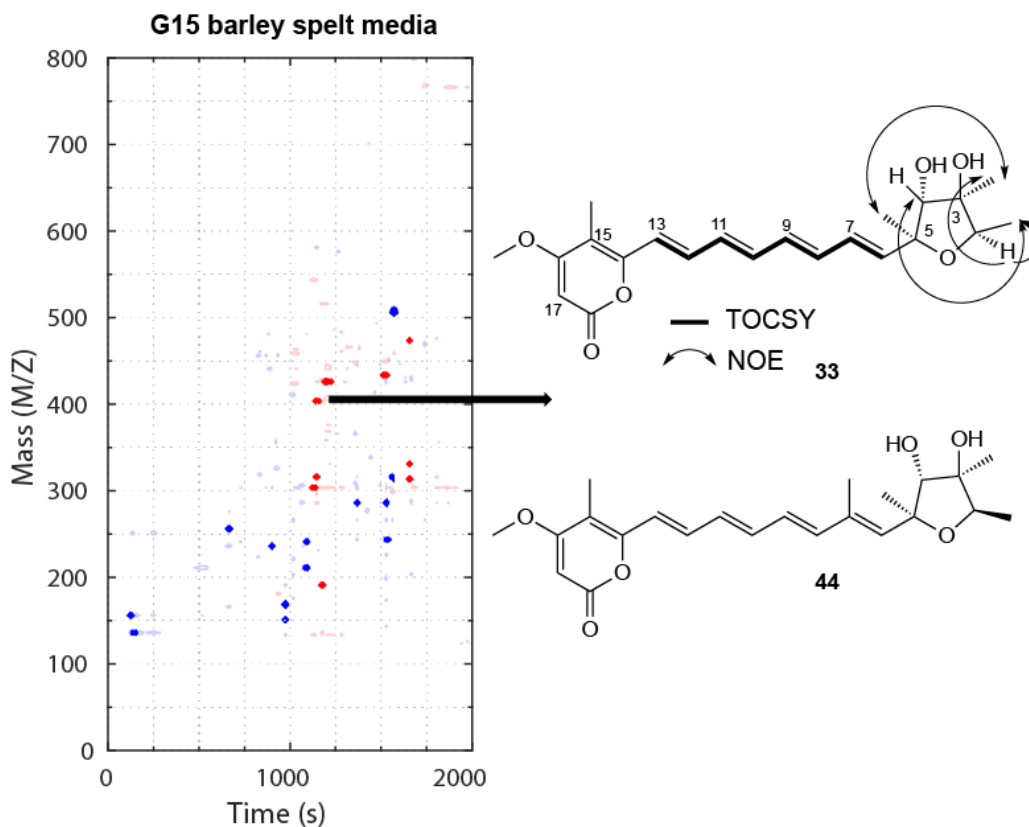 G15 barley spelt media
800
700
600
500
400
300
200
100
0
Mass (M/Z)
0
1000
2000
Time (s)
OH
OH
H
3
13
11
9
7
15
5
O
H
O
17
O
O
TOCSY
NOE
33
HO
OH
O
O
O
O
44